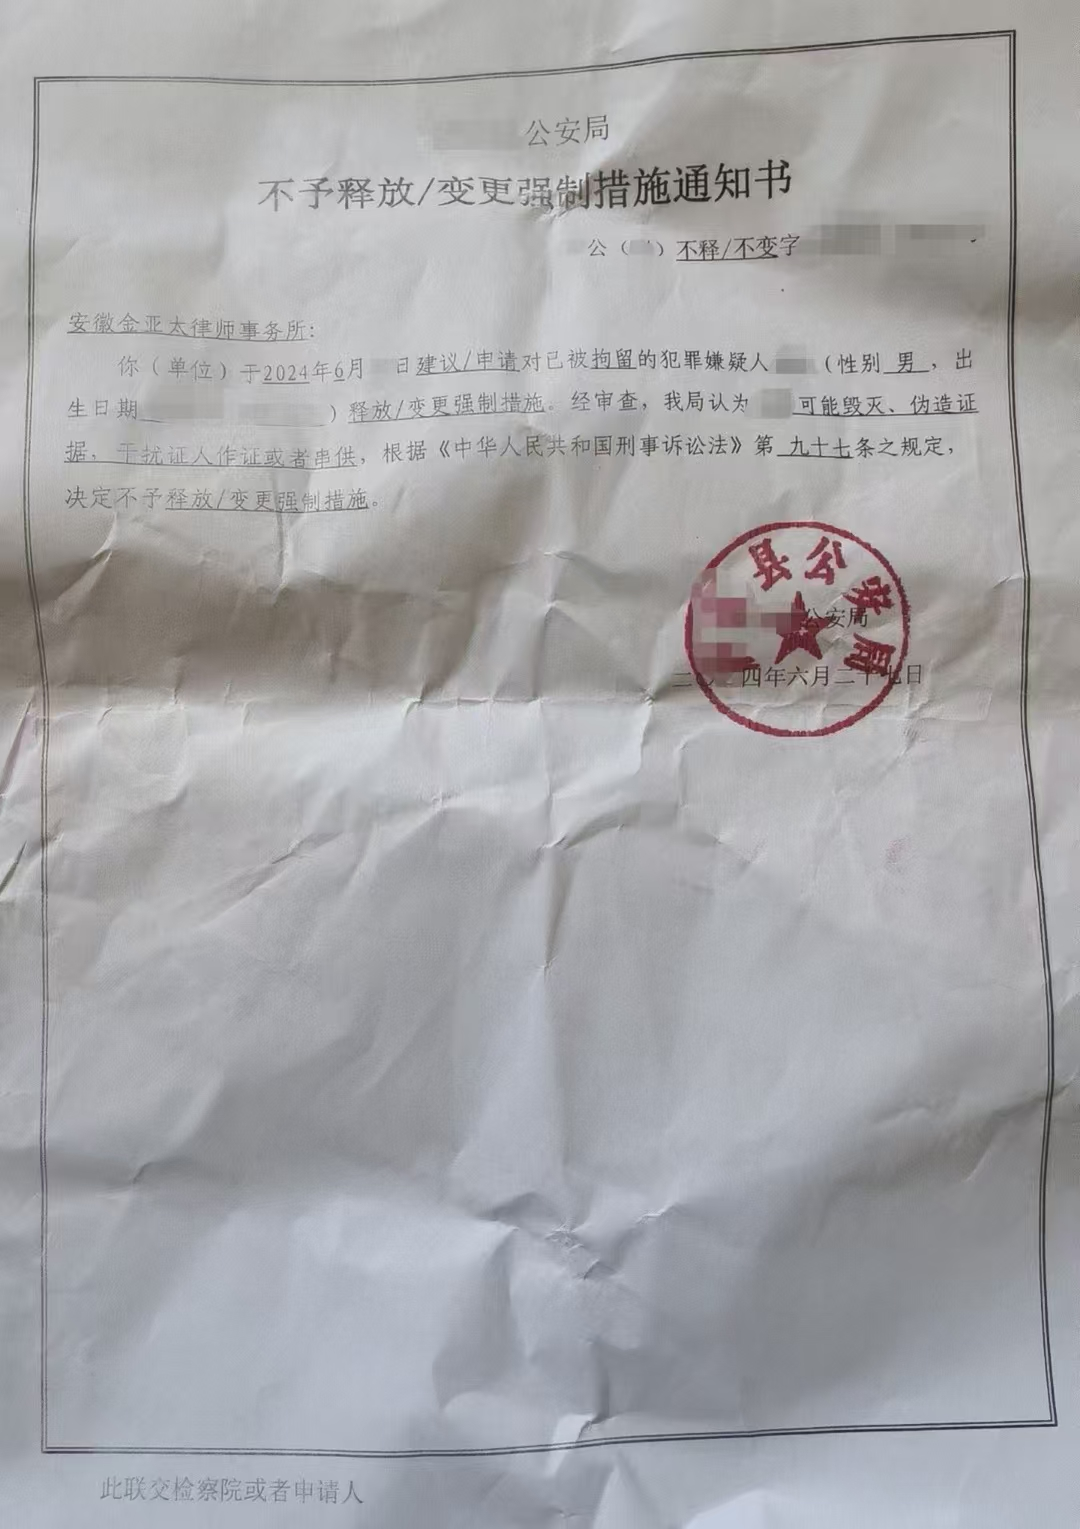 公安局
不予释放/变更强制措施通知书
公（ ）不释/不变字
安徽金亚太律师事务所：
你（单位）于2024年6月 日建议/申请对已被拘留的犯罪嫌疑人 （性别 男 ，出
生日期 ）释放/变更强制措施。经审查，我局认为 可能毁灭、伪造证
据，干扰证人作证或者串供，根据《中华人民共和国刑事诉讼法》第 九十七条之规定，
决定不予释放/变更强制措施。
县公安局
公安局
二〇 四年六月二十七日
此联交检察院或者申请人